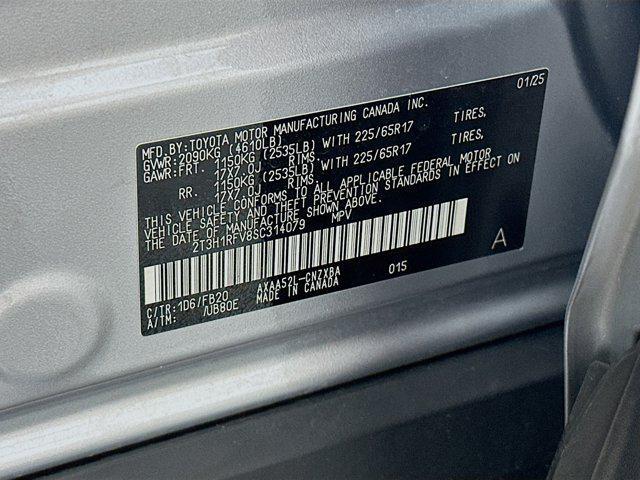 MFD.BY:TOYOTA MOTOR MANUFACTURING CANADA INC. 01/25
GVWR:2090KG (4610LB)
GAWR:FRT. 1150KG(2535LB) WITH 225/65R17 TIRES,
17X7.0J RIMS.
RR. 1150KG(2535LB) WITH 225/65R17 TIRES,
17X7.0J RIMS.
THIS VEHICLE CONFORMS TO ALL APPLICABLE FEDERAL MOTOR
VEHICLE SAFETY AND THEFT PREVENTION STANDARDS IN EFFECT ON
THE DATE OF MANUFACTURE SHOWN ABOVE.
2T3H1RFV8SC314079 MPV
A
C/TR:1D6/FB20 AXAA52L-CNZXBA 015
A/TM: /UB80E MADE IN CANADA